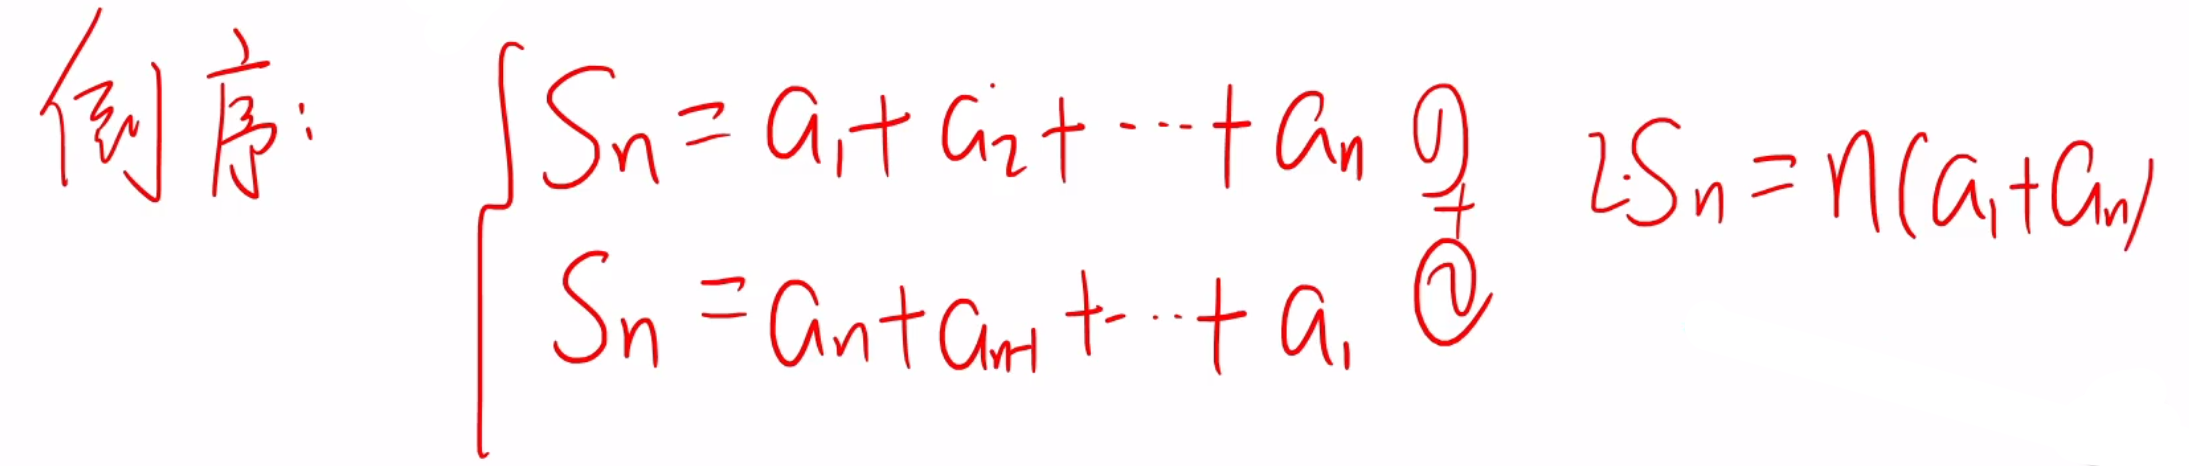 倒序:
Sn = a₁ + a₂ + ··· + aₙ ①
+
Sn = aₙ + aₙ₋₁ + ··· + a₁ ②
2Sn = n(a₁+aₙ)